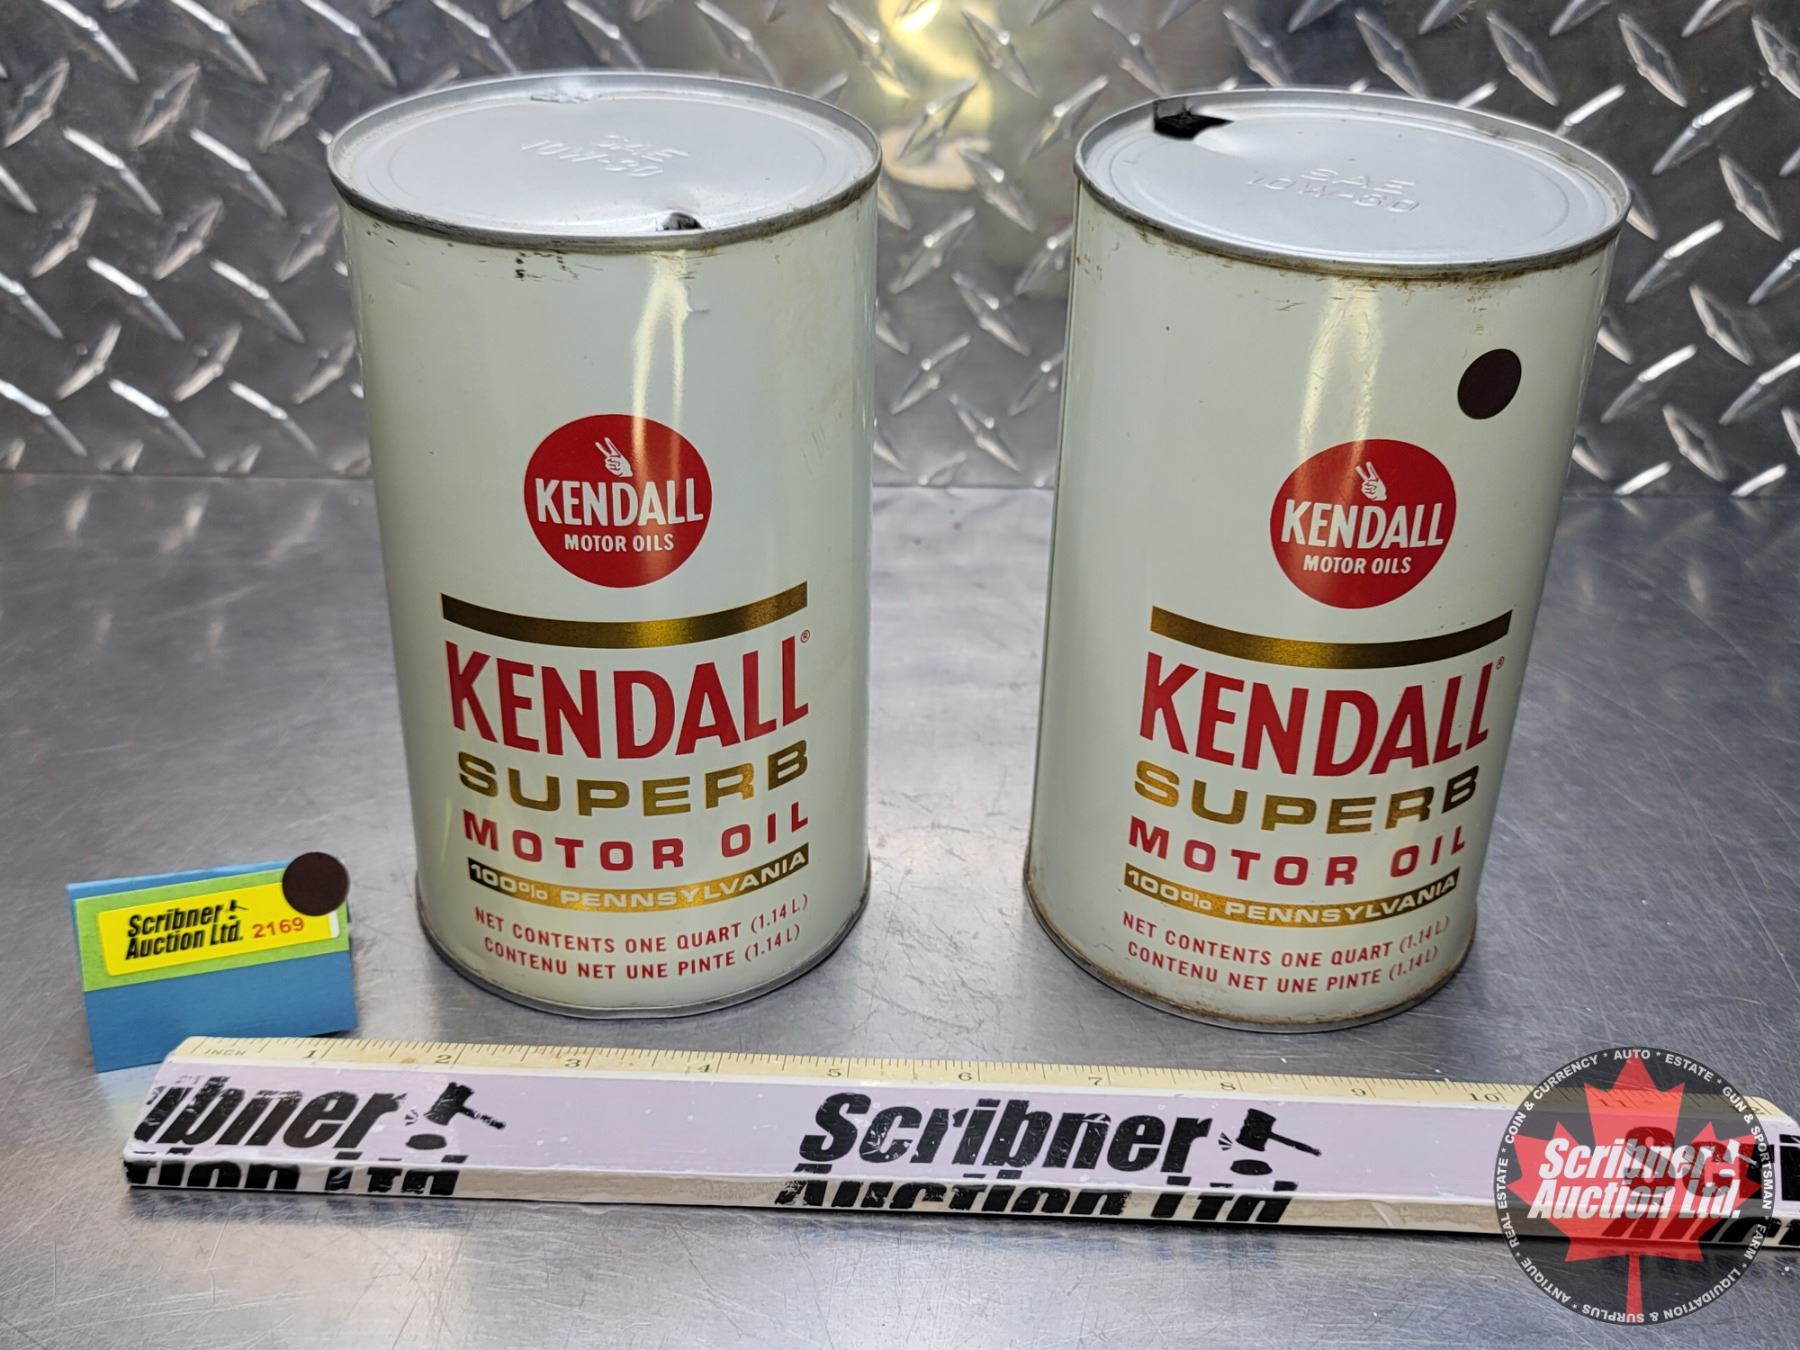 SAE
10W-30
KENDALL
MOTOR OILS
KENDALL®
SUPERB
MOTOR OIL
100% PENNSYLVANIA
NET CONTENTS ONE QUART (1.14 L.)
CONTENU NET UNE PINTE (1.14 L)
SAE
10W-30
KENDALL
MOTOR OILS
KENDALL®
SUPERB
MOTOR OIL
100% PENNSYLVANIA
NET CONTENTS ONE QUART (1.14 L)
CONTENU NET UNE PINTE (1.14 L)
Scribner
Auction Ltd. 2169
INCH 1 2 3 4 5 6 7 8 9 10 11
Scribner
Auction Ltd
COIN & CURRENCY * AUTO * ESTATE * GUN & SPORTSMAN * FARM * LIQUIDATION & SURPLUS * ANTIQUE * REAL ESTATE *
Scribner
Auction Ltd.